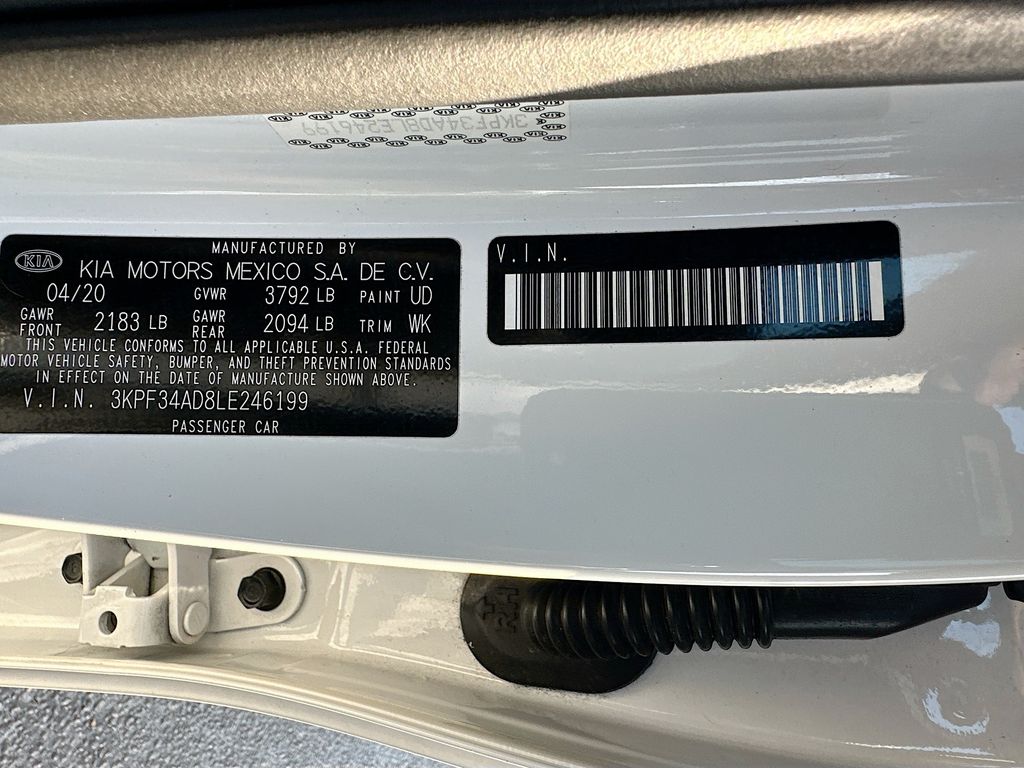 3KPF34AD8LE246199
KIA
MANUFACTURED BY
KIA MOTORS MEXICO S.A. DE C.V.
04/20 GVWR 3792 LB PAINT UD
GAWR FRONT 2183 LB GAWR REAR 2094 LB TRIM WK
THIS VEHICLE CONFORMS TO ALL APPLICABLE U.S.A. FEDERAL
MOTOR VEHICLE SAFETY, BUMPER, AND THEFT PREVENTION STANDARDS
IN EFFECT ON THE DATE OF MANUFACTURE SHOWN ABOVE.
V.I.N. 3KPF34AD8LE246199
PASSENGER CAR
V.I.N.
RH